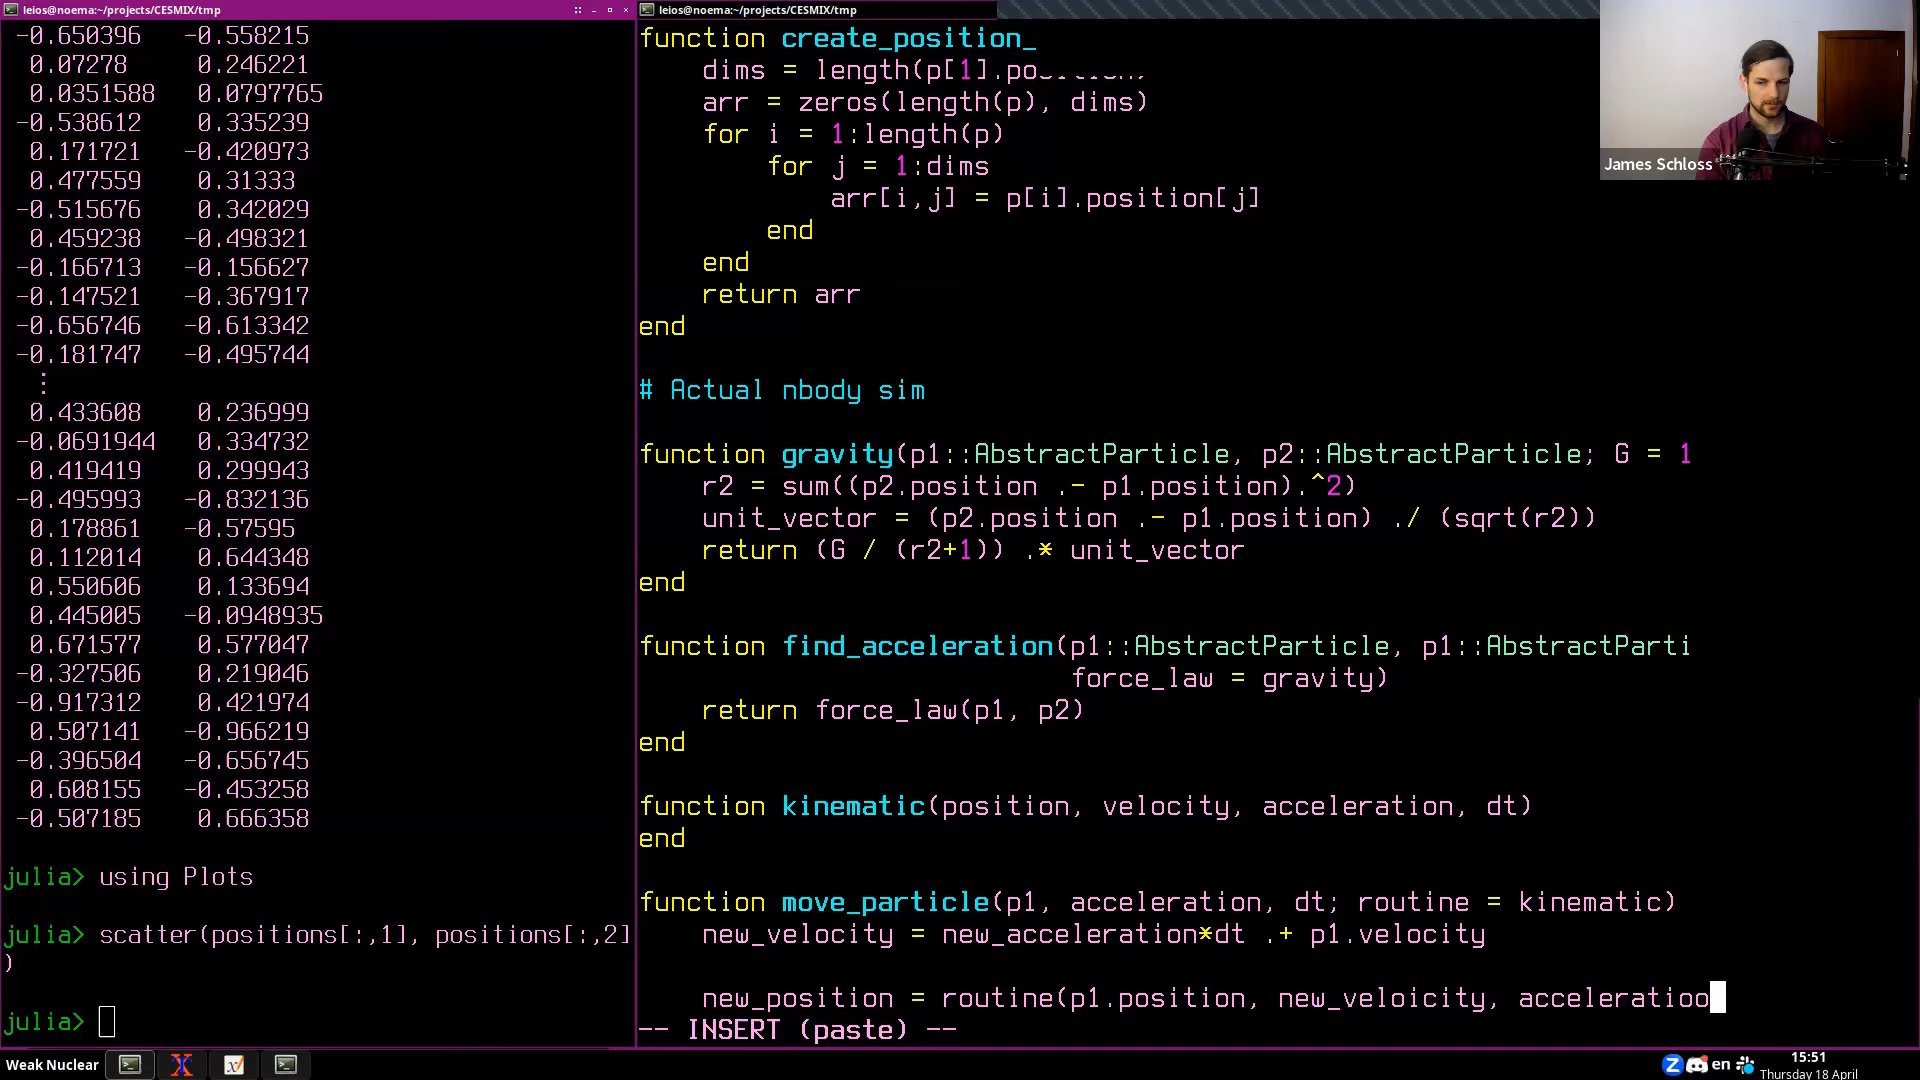 leios@noema:~/projects/CESMIX/tmp
-0.650396 -0.558215
0.07278 0.246221
0.0351588 0.0797765
-0.538612 0.335239
0.171721 -0.420973
0.477559 0.31333
-0.515676 0.342029
0.459238 -0.498321
-0.166713 -0.156627
-0.147521 -0.367917
-0.656746 -0.613342
-0.181747 -0.495744
⋮
0.433608 0.236999
-0.0691944 0.334732
0.419419 0.299943
-0.495993 -0.832136
0.178861 -0.57595
0.112014 0.644348
0.550606 0.133694
0.445005 -0.0948935
0.671577 0.577047
-0.327506 0.219046
-0.917312 0.421974
0.507141 -0.966219
-0.396504 -0.656745
0.608155 -0.453258
-0.507185 0.666358
julia> using Plots
julia> scatter(positions[:,1], positions[:,2]
)
julia>
leios@noema:~/projects/CESMIX/tmp
function create_position_
dims = length(p[1].position)
arr = zeros(length(p), dims)
for i = 1:length(p)
for j = 1:dims
arr[i,j] = p[i].position[j]
end
end
return arr
end
# Actual nbody sim
function gravity(p1::AbstractParticle, p2::AbstractParticle; G = 1
r2 = sum((p2.position .- p1.position).^2)
unit_vector = (p2.position .- p1.position) ./ (sqrt(r2))
return (G / (r2+1)) .* unit_vector
end
function find_acceleration(p1::AbstractParticle, p1::AbstractParti
force_law = gravity)
return force_law(p1, p2)
end
function kinematic(position, velocity, acceleration, dt)
end
function move_particle(p1, acceleration, dt; routine = kinematic)
new_velocity = new_acceleration*dt .+ p1.velocity
new_position = routine(p1.position, new_veloicity, acceleratioo
-- INSERT (paste) --
James Schloss
Weak Nuclear
en
15:51
Thursday 18 April